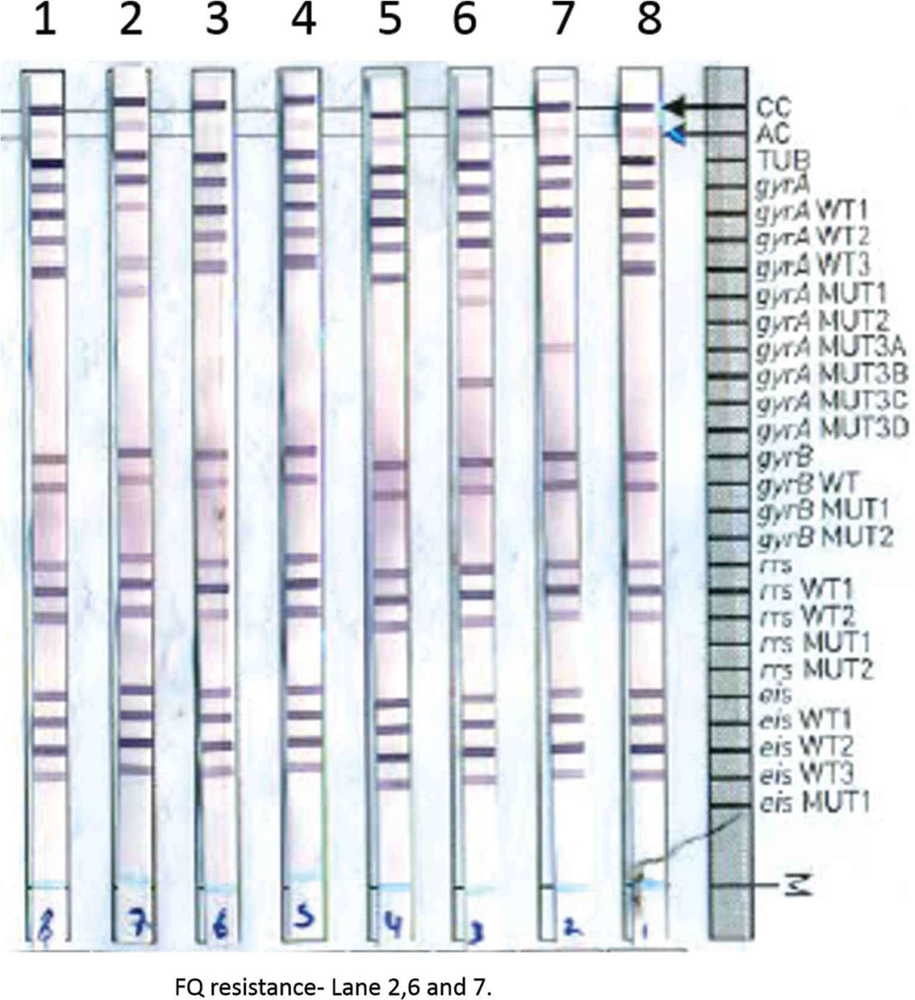 1 2 3 4 5 6 7 8
CC
AC
TUB
gyrA
gyrA WT1
gyrA WT2
gyrA WT3
gyrA MUT1
gyrA MUT2
gyrA MUT3A
gyrA MUT3B
gyrA MUT3C
gyrA MUT3D
gyrB
gyrB WT
gyrB MUT1
gyrB MUT2
rrs
rrs WT1
rrs WT2
rrs MUT1
rrs MUT2
eis
eis WT1
eis WT2
eis WT3
eis MUT1
M
8 7 6 5 4 3 2 1
FQ resistance- Lane 2,6 and 7.